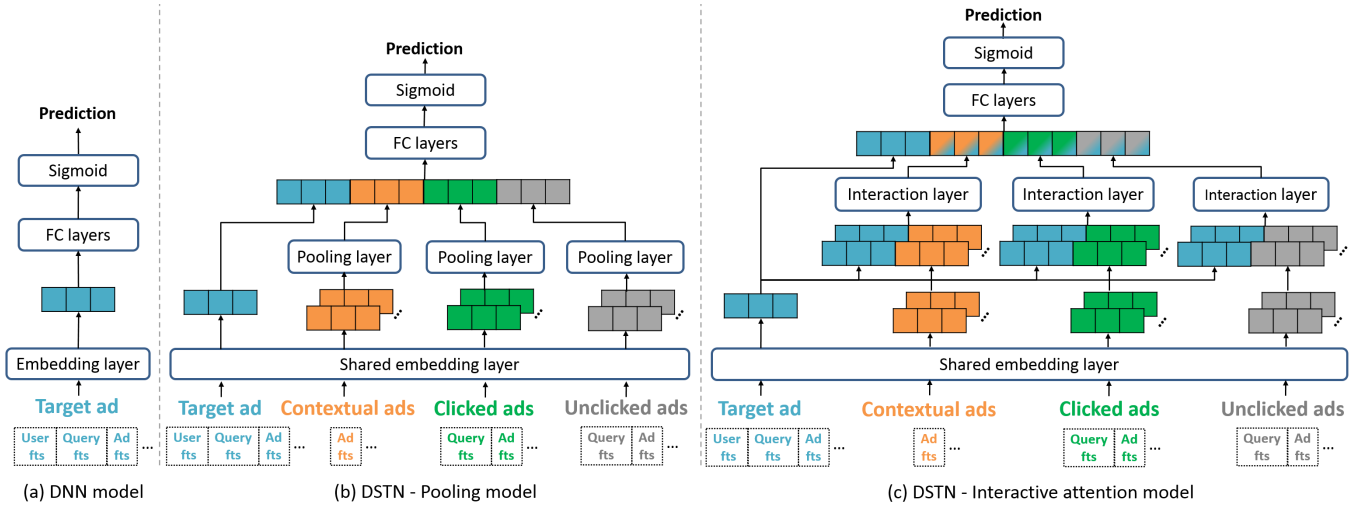 Prediction
Sigmoid
FC layers
Embedding layer
Target ad
User fts Query fts Ad fts ...
(a) DNN model
Prediction
Sigmoid
FC layers
Pooling layer Pooling layer Pooling layer
Shared embedding layer
Target ad Contextual ads Clicked ads Unclicked ads
User fts Query fts Ad fts ... Ad fts ... Query fts Ad fts ... Query fts Ad fts ...
(b) DSTN - Pooling model
Prediction
Sigmoid
FC layers
Interaction layer Interaction layer Interaction layer
Shared embedding layer
Target ad Contextual ads Clicked ads Unclicked ads
User fts Query fts Ad fts ... Ad fts ... Query fts Ad fts ... Query fts Ad fts ...
(c) DSTN - Interactive attention model